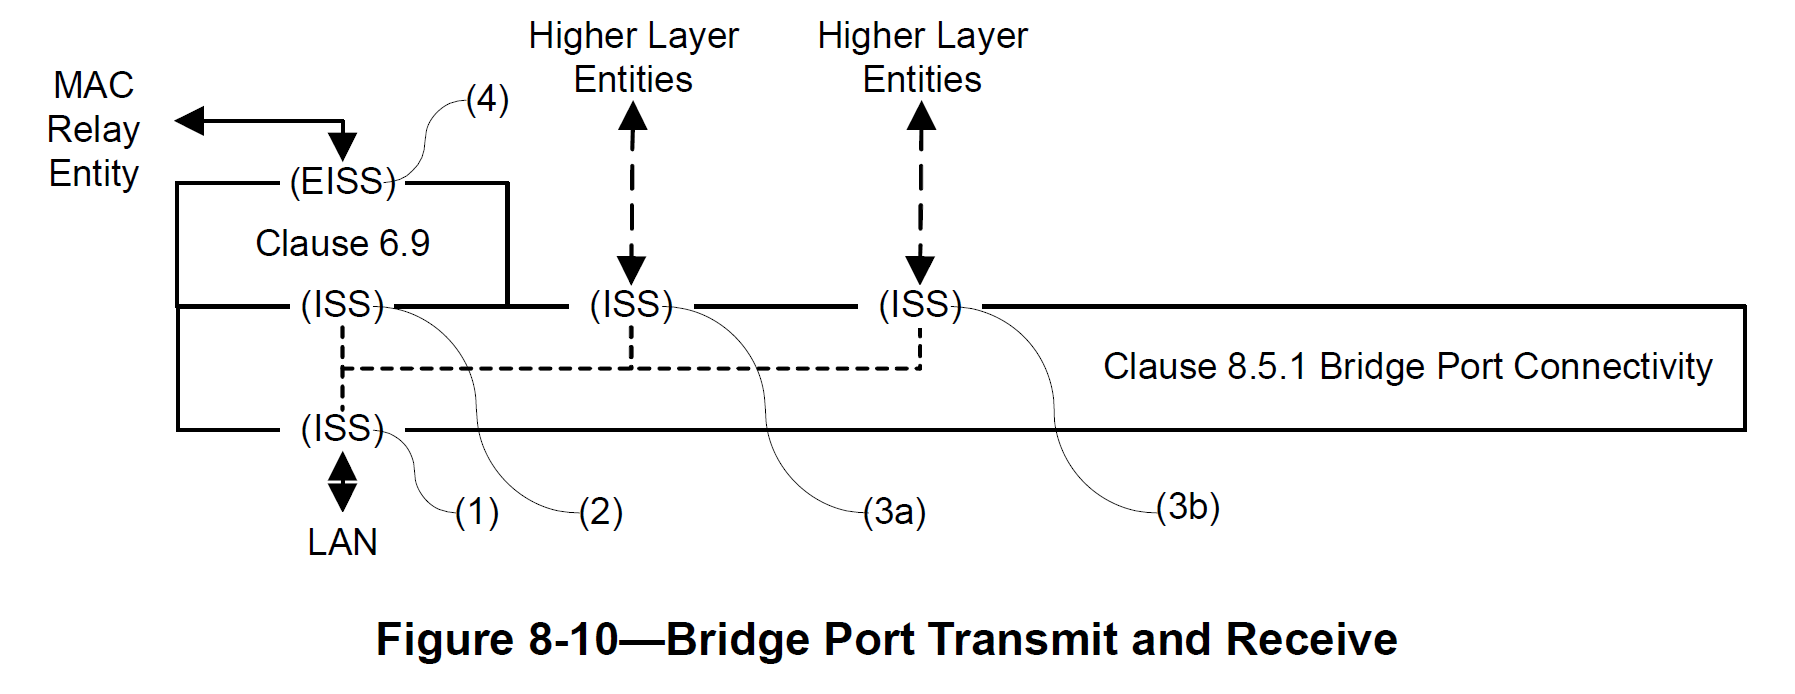 Higher Layer
Entities
Higher Layer
Entities
MAC
Relay
Entity
(4)
(EISS)
Clause 6.9
(ISS)
(ISS)
(ISS)
Clause 8.5.1 Bridge Port Connectivity
(ISS)
(1)
(2)
(3a)
(3b)
LAN
Figure 8-10—Bridge Port Transmit and Receive